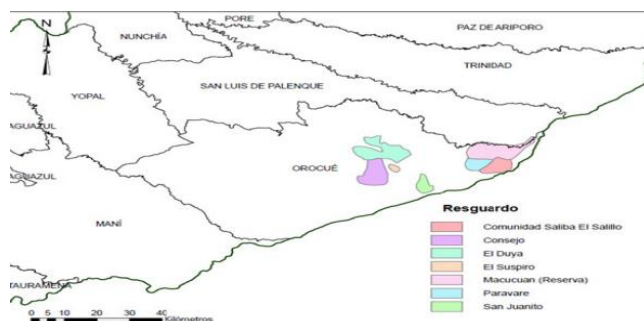 PORE
PAZ DE ARIPORO
N
NUNCHÍA
TRINIDAD
SAN LUIS DE PALENQUE
YOPAL
AGUAZUL
OROCUÉ
AGUAZUL
MANÍ
TAURAMENA
Resguardo
Comunidad Saliba El Salillo
Consejo
El Duya
El Suspiro
Macucuan (Reserva)
Paravare
San Juanito
0 5 10 20 30 40
Kilómetros